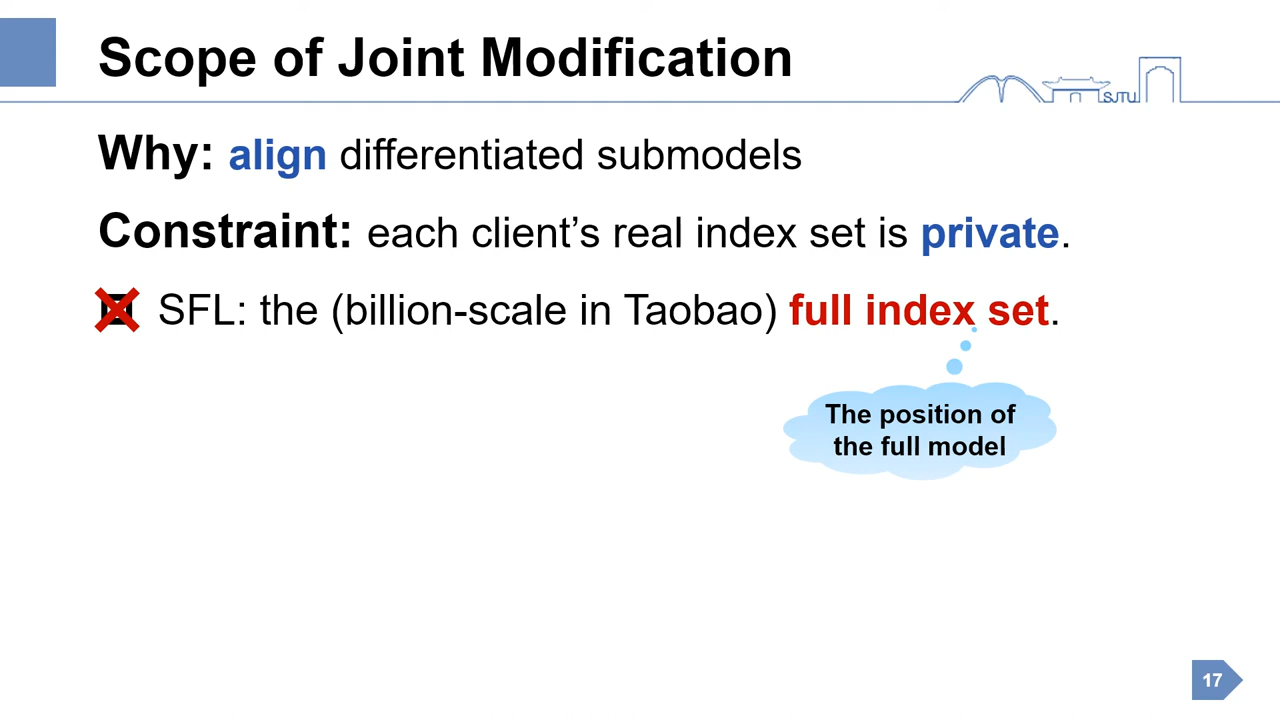 Scope of Joint Modification
SJTU
Why: align differentiated submodels
Constraint: each client’s real index set is private.
SFL: the (billion-scale in Taobao) full index set.
The position of
the full model
17